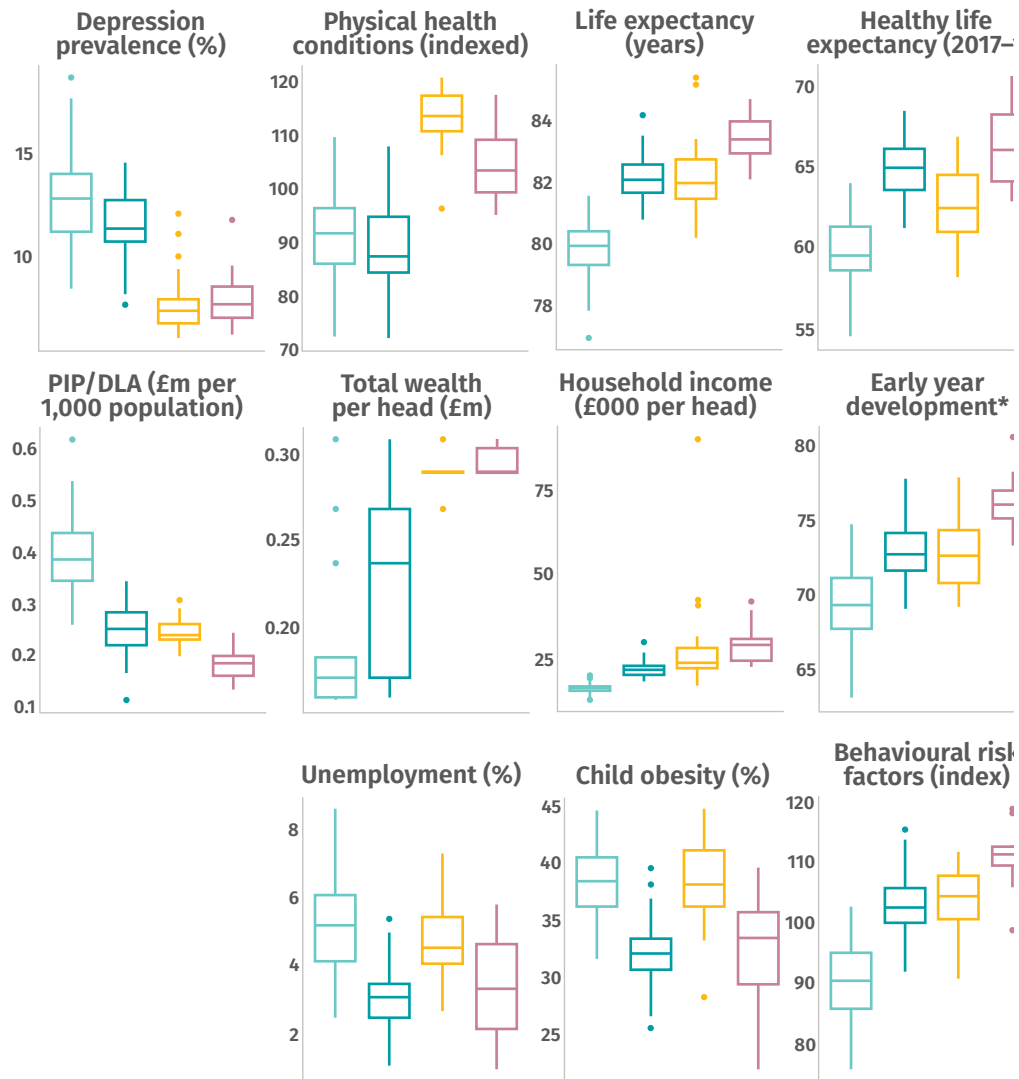 Depression
prevalence (%)
15
10
Physical health
conditions (indexed)
120
110
100
90
80
70
Life expectancy
(years)
84
82
80
78
Healthy life
expectancy (2017–
70
65
60
55
PIP/DLA (£m per
1,000 population)
0.6
0.5
0.4
0.3
0.2
0.1
Total wealth
per head (£m)
0.30
0.25
0.20
Household income
(£000 per head)
75
50
25
Early year
development*
80
75
70
65
Unemployment (%)
8
6
4
2
Child obesity (%)
45
40
35
30
25
Behavioural risk
factors (index)
120
110
100
90
80